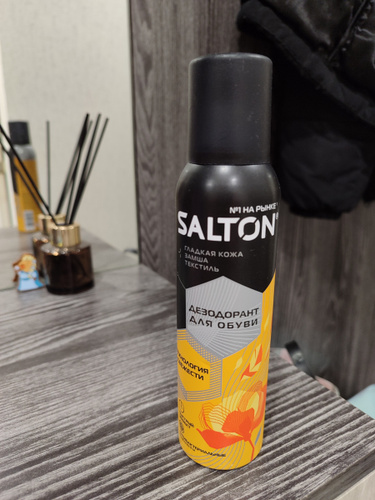 №1 НА РЫНКЕ
SALTON
ГЛАДКАЯ КОЖА
ЗАМША
ТЕКСТИЛЬ
ДЕЗОДОРАНТ
ДЛЯ ОБУВИ